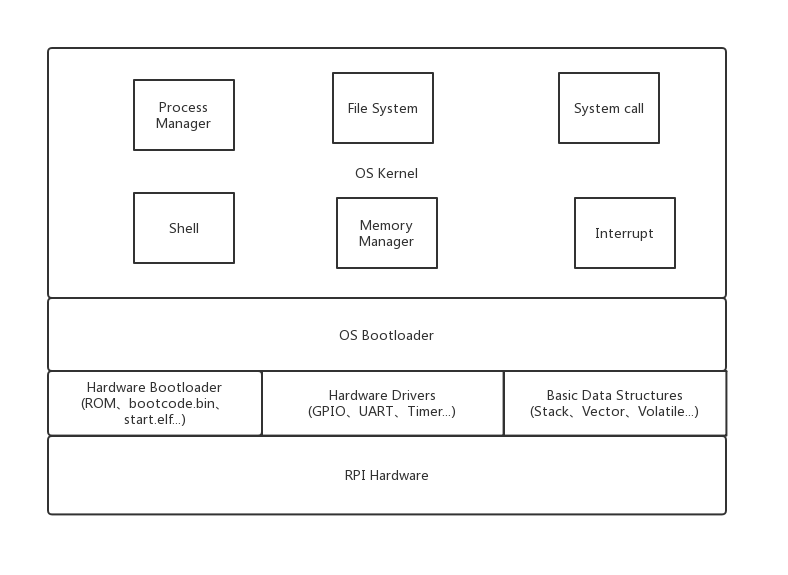 Process
Manager
File System
System call
OS Kernel
Shell
Memory
Manager
Interrupt
OS Bootloader
Hardware Bootloader
(ROM、bootcode.bin、
start.elf...)
Hardware Drivers
(GPIO、UART、Timer...)
Basic Data Structures
(Stack、Vector、Volatile...)
RPI Hardware